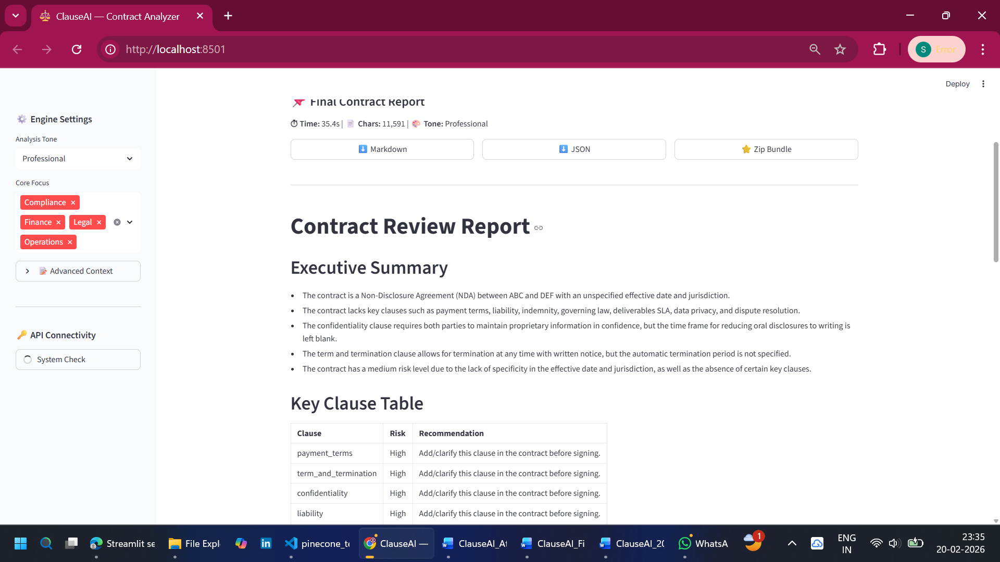 ClauseAI — Contract Analyzer
http://localhost:8501
S Error
Deploy
Engine Settings
Analysis Tone
Professional
Core Focus
Compliance
Finance
Legal
Operations
Advanced Context
API Connectivity
System Check
Final Contract Report
Time: 35.4s | Chars: 11,591 | Tone: Professional
Markdown
JSON
Zip Bundle
Contract Review Report
Executive Summary
• The contract is a Non-Disclosure Agreement (NDA) between ABC and DEF with an unspecified effective date and jurisdiction.
• The contract lacks key clauses such as payment terms, liability, indemnity, governing law, deliverables SLA, data privacy, and dispute resolution.
• The confidentiality clause requires both parties to maintain proprietary information in confidence, but the time frame for reducing oral disclosures to writing is
left blank.
• The term and termination clause allows for termination at any time with written notice, but the automatic termination period is not specified.
• The contract has a medium risk level due to the lack of specificity in the effective date and jurisdiction, as well as the absence of certain key clauses.
Key Clause Table
Clause Risk Recommendation
payment_terms High Add/clarify this clause in the contract before signing.
term_and_termination High Add/clarify this clause in the contract before signing.
confidentiality High Add/clarify this clause in the contract before signing.
liability High Add/clarify this clause in the contract before signing.
Streamlit se
File Expl
pinecone_te
ClauseAI —
ClauseAI_At
ClauseAI_Fi
ClauseAI_20
WhatsA
1
ENG
IN
23:35
20-02-2026